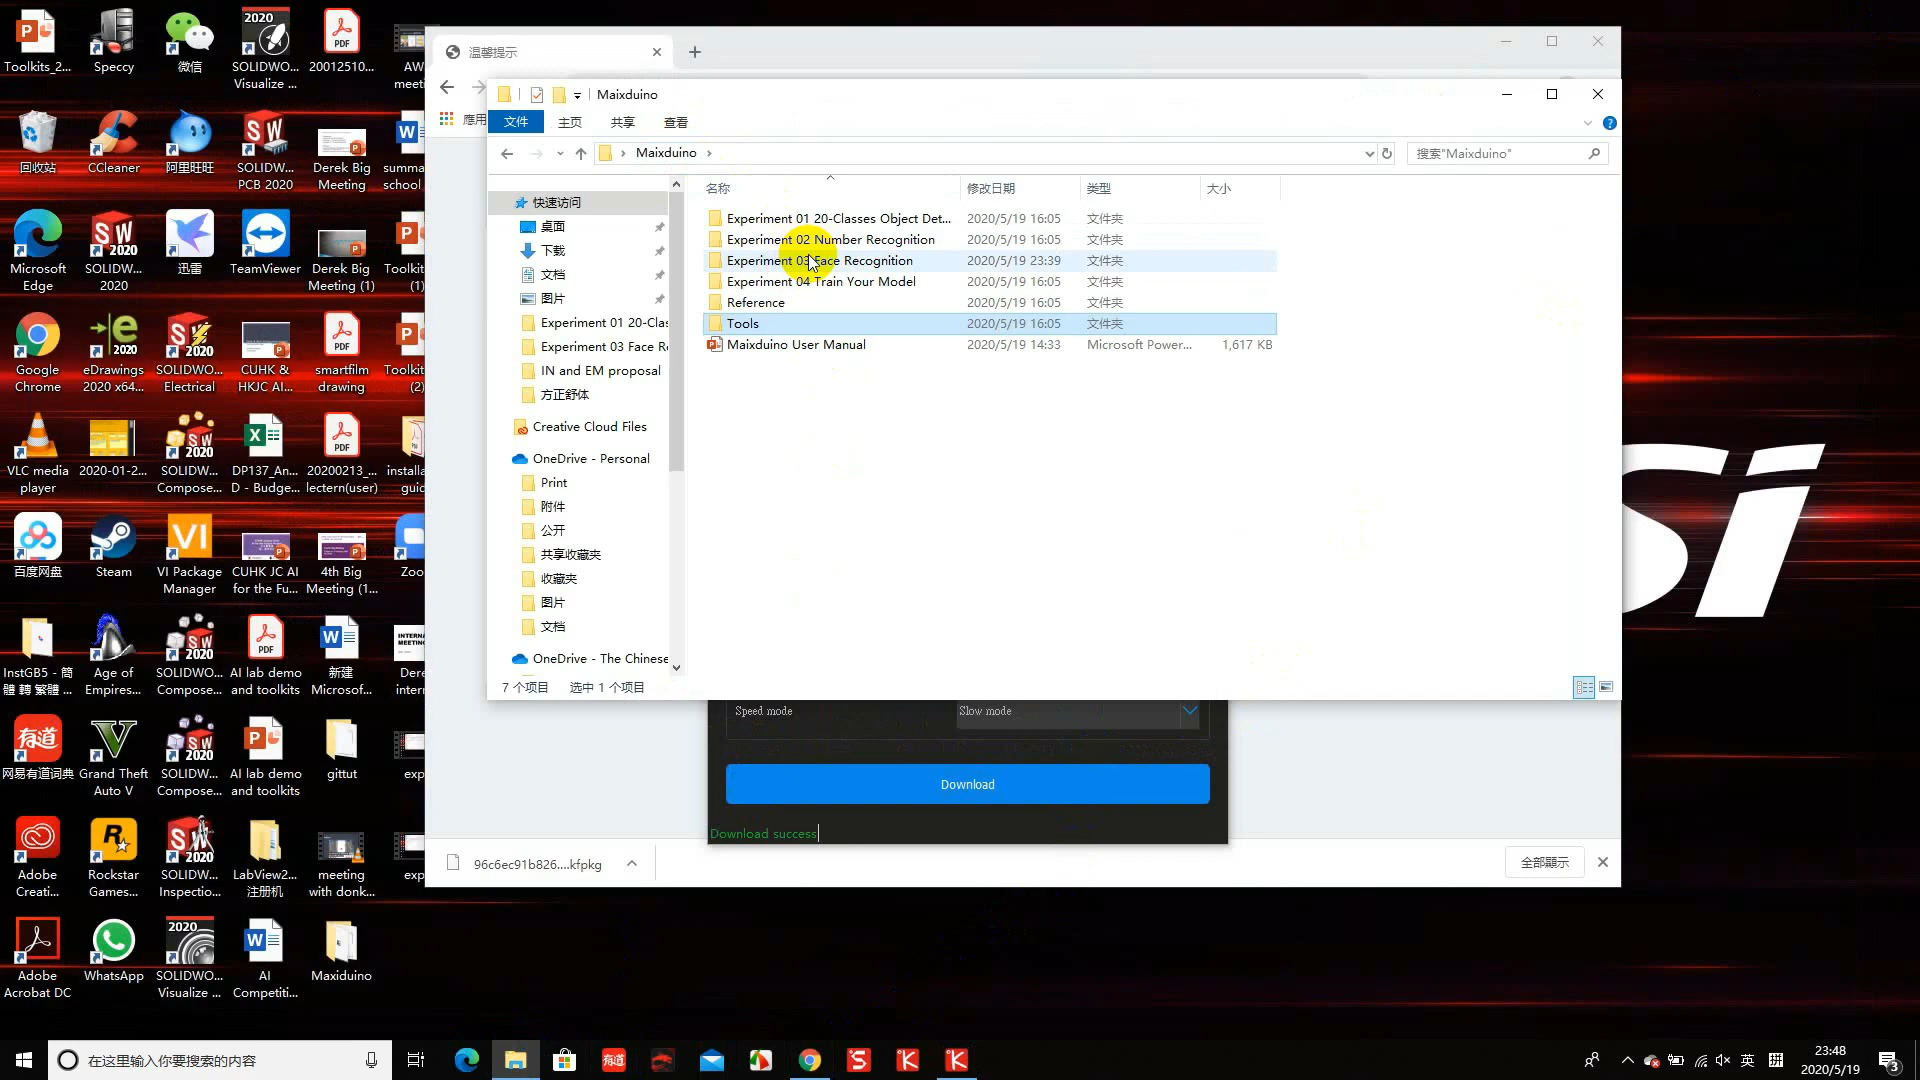 Toolkits_2...
Speccy
微信
SOLIDWO...
Visualize ...
20012510...
AW
meeti
回收站
CCleaner
阿里旺旺
SOLIDW...
PCB 2020
Derek Big
Meeting
summa
school
Microsoft
Edge
SOLIDW...
2020
迅雷
TeamViewer
Derek Big
Meeting (1)
Toolkit
(1)
Google
Chrome
eDrawings
2020 x64...
SOLIDW...
Electrical
CUHK &
HKJC AI...
smartfilm
drawing
Toolkit
(2)
VLC media
player
2020-01-2...
SOLIDW...
Compose...
DP137_An...
D - Budge...
20200213_...
lectern(user)
installa
guid
百度网盘
Steam
VI Package
Manager
CUHK JC AI
for the Fu...
4th Big
Meeting (1...
Zoo
InstGB5 - 簡
體 轉 繁體 ...
Age of
Empires...
SOLIDW...
Compose...
AI lab demo
and toolkits
新建
Microsof...
Dere
intern
网易有道词典
Grand Theft
Auto V
SOLIDW...
Compose...
AI lab demo
and toolkits
gittut
exp
Adobe
Creati...
Rockstar
Games...
SOLIDW...
Inspectio...
LabView2...
注册机
meeting
with donk...
exp
Adobe
Acrobat DC
WhatsApp
SOLIDWO...
Visualize ...
AI
Competiti...
Maxiduino
温馨提示
应用
Maixduino
文件 主页 共享 查看
Maixduino
搜索"Maixduino"
快速访问
桌面
下载
文档
图片
Experiment 01 20-Clas
Experiment 03 Face Re
IN and EM proposal
方正舒体
Creative Cloud Files
OneDrive - Personal
Print
附件
公开
共享收藏夹
收藏夹
图片
文档
OneDrive - The Chinese
名称 修改日期 类型 大小
Experiment 01 20-Classes Object Det... 2020/5/19 16:05 文件夹
Experiment 02 Number Recognition 2020/5/19 16:05 文件夹
Experiment 03 Face Recognition 2020/5/19 23:39 文件夹
Experiment 04 Train Your Model 2020/5/19 16:05 文件夹
Reference 2020/5/19 16:05 文件夹
Tools 2020/5/19 16:05 文件夹
Maixduino User Manual 2020/5/19 14:33 Microsoft Power... 1,617 KB
7 个项目 选中 1 个项目
Speed mode Slow mode
Download
Download success
96c6ec91b826....kfpkg
全部顯示
在这里输入你要搜索的内容
英
拼
23:48
2020/5/19
3